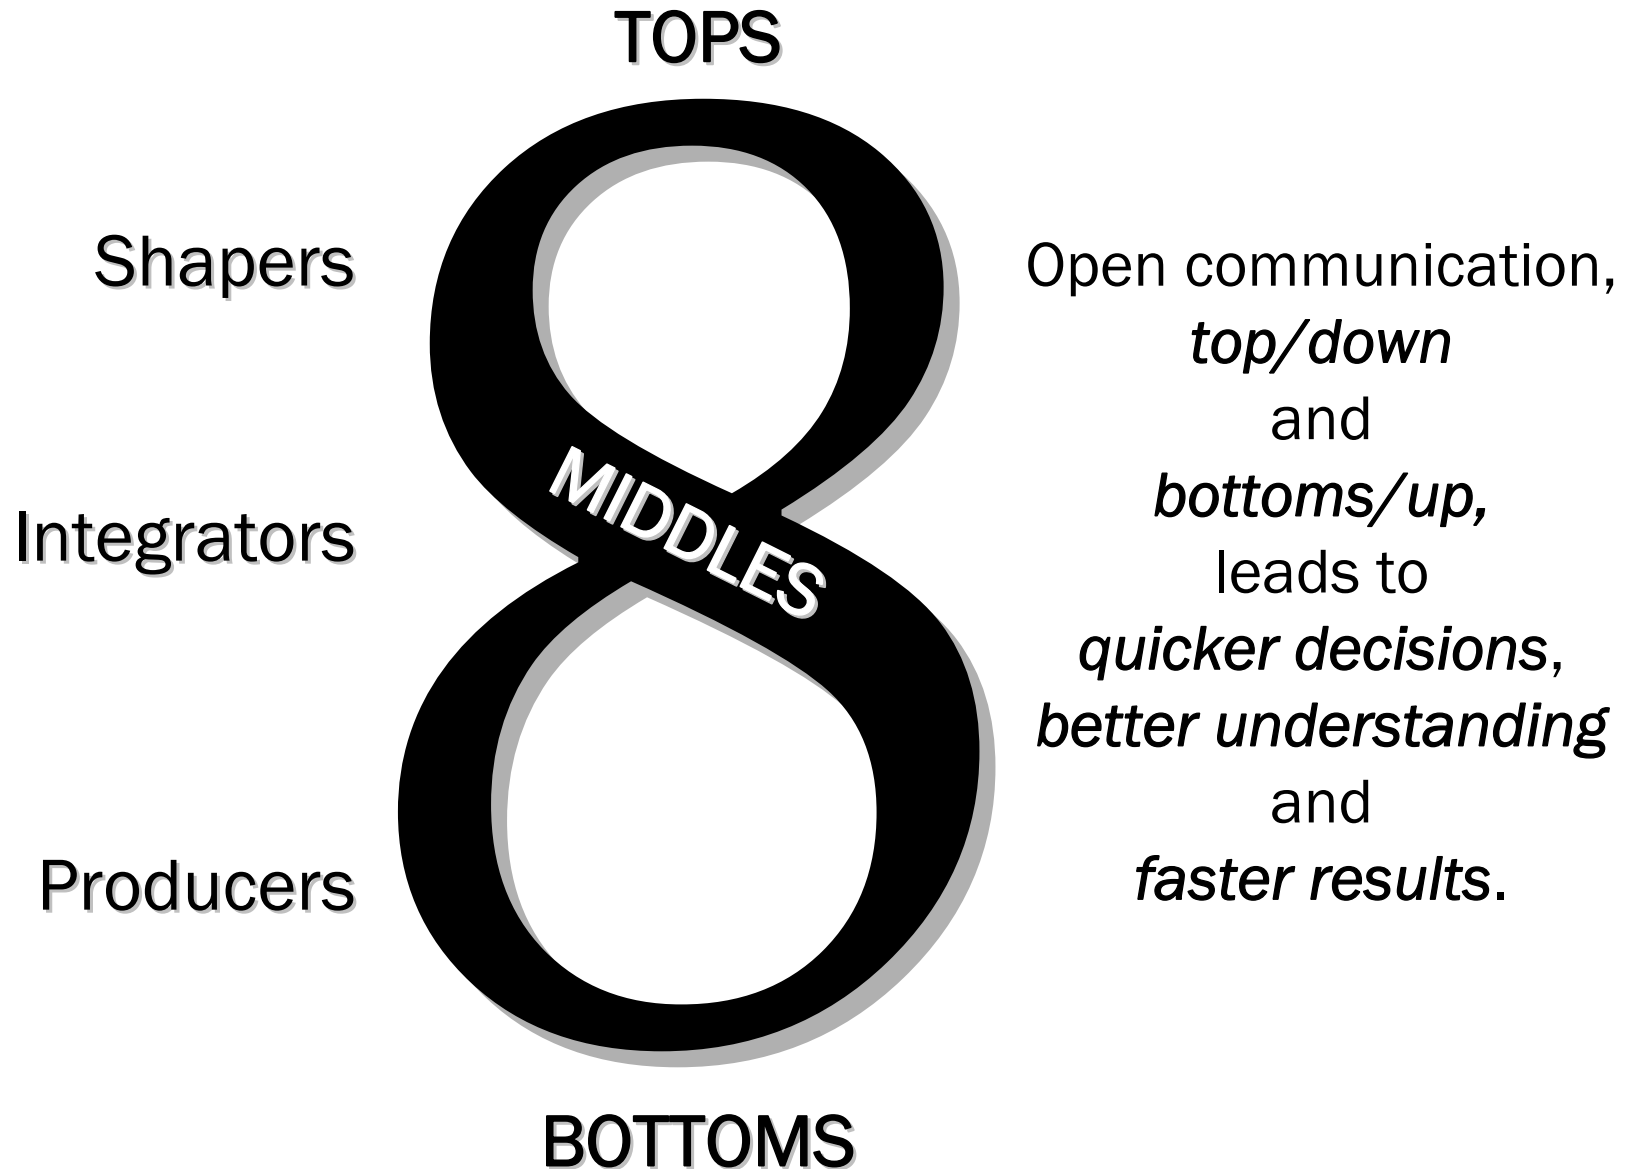 TOPS
Shapers
Integrators
Producers
8
MIDDLES
BOTTOMS
Open communication,
top/down
and
bottoms/up,
leads to
quicker decisions,
better understanding
and
faster results.